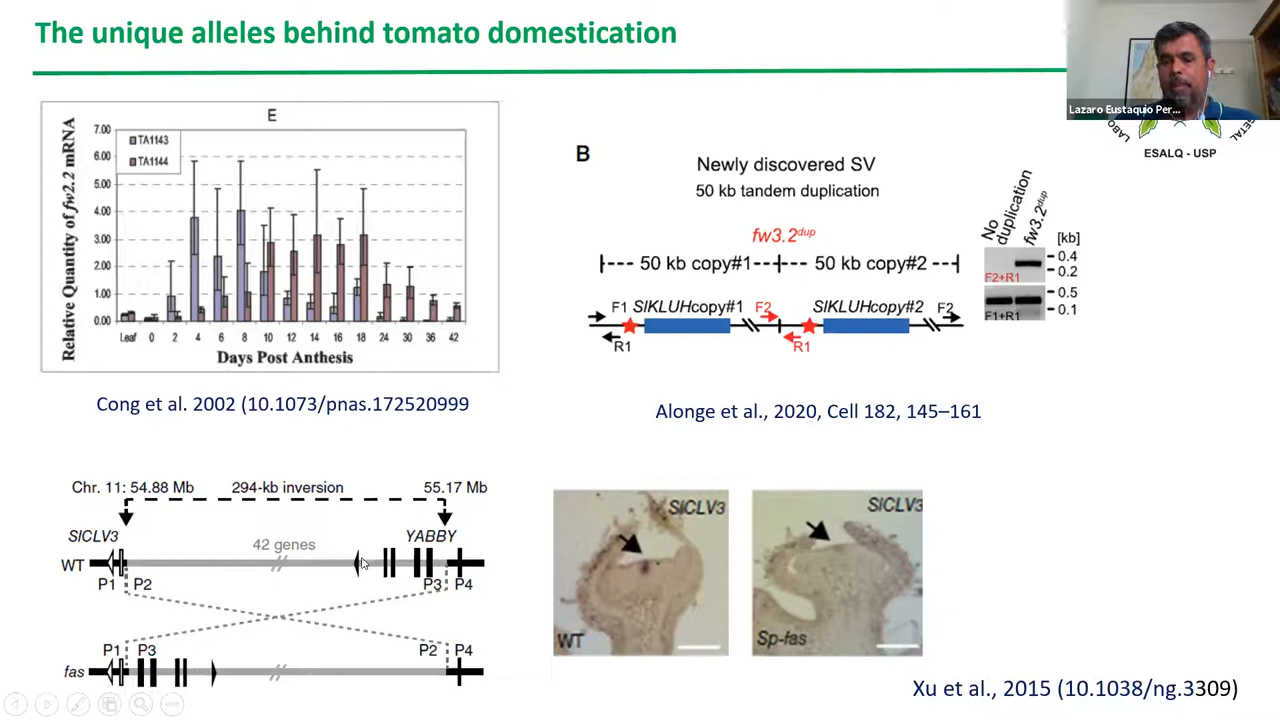 The unique alleles behind tomato domestication
Lazaro Eustaquio Per...
ESALQ - USP
E
Relative Quantity of fw2.2 mRNA
7.00
6.00
5.00
4.00
3.00
2.00
1.00
0.00
TA1143
TA1144
Leaf 0 2 4 6 8 10 12 14 16 18 24 30 36 42
Days Post Anthesis
Cong et al. 2002 (10.1073/pnas.172520999
B
Newly discovered SV
50 kb tandem duplication
fw3.2dup
50 kb copy#1 50 kb copy#2
F1 SlKLUHcopy#1 F2 SlKLUHcopy#2 F2
R1 R1
No duplication
fw3.2dup
[kb]
0.4
0.2
F2+R1
0.5
0.1
F1+R1
Alonge et al., 2020, Cell 182, 145–161
Chr. 11: 54.88 Mb 294-kb inversion 55.17 Mb
SlCLV3 YABBY
42 genes
WT
P1 P2 P3 P4
P1 P3 P2 P4
fas
SlCLV3
WT
SlCLV3
Sp-fas
Xu et al., 2015 (10.1038/ng.3309)